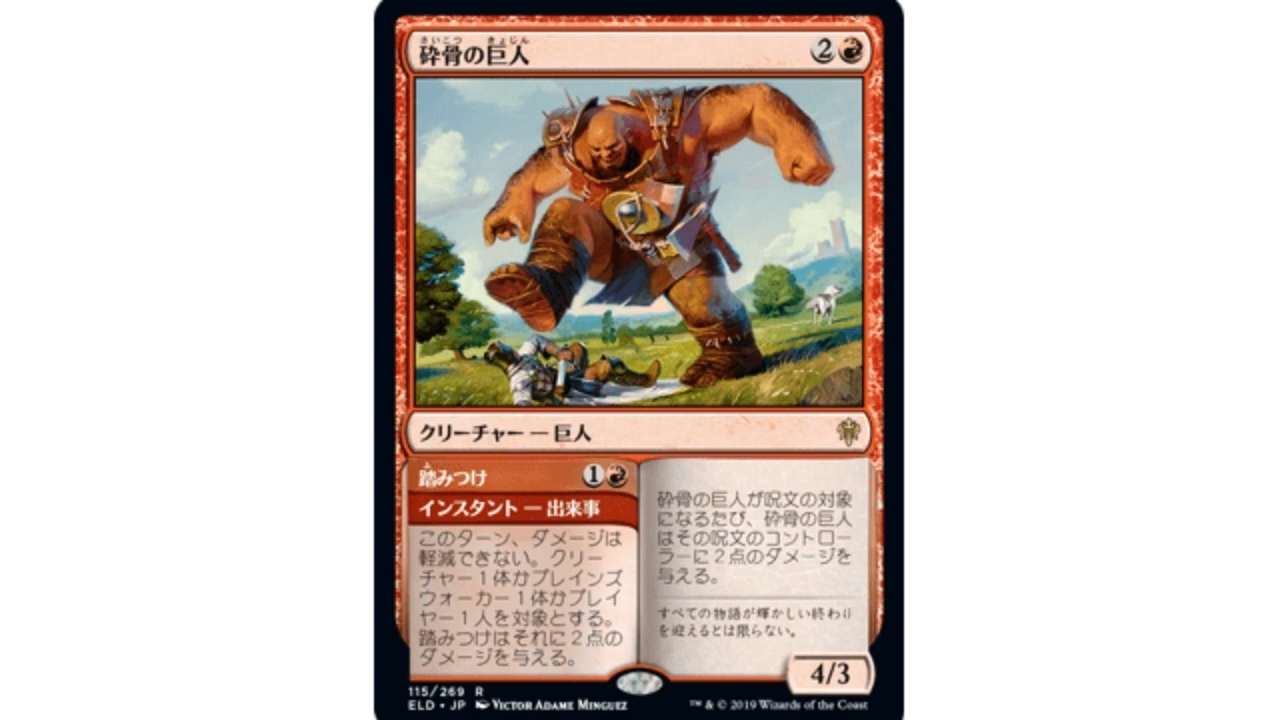 さいこつ きょじん
砕骨の巨人 2
クリーチャー — 巨人
踏みつけ 1
インスタント — 出来事
このターン、ダメージは
軽減できない。クリー
チャー1体かプレインズ
ウォーカー1体かプレイ
ヤー1人を対象とする。
踏みつけはそれに2点の
ダメージを与える。
砕骨の巨人が呪文の対象
になるたび、砕骨の巨人
はその呪文のコントロー
ラーに2点のダメージを
与える。
すべての物語が輝かしい終わり
を迎えるとは限らない。
4/3
115/269 R
ELD • JP VICTOR ADAME MINGUEZ
™ & © 2019 Wizards of the Coast